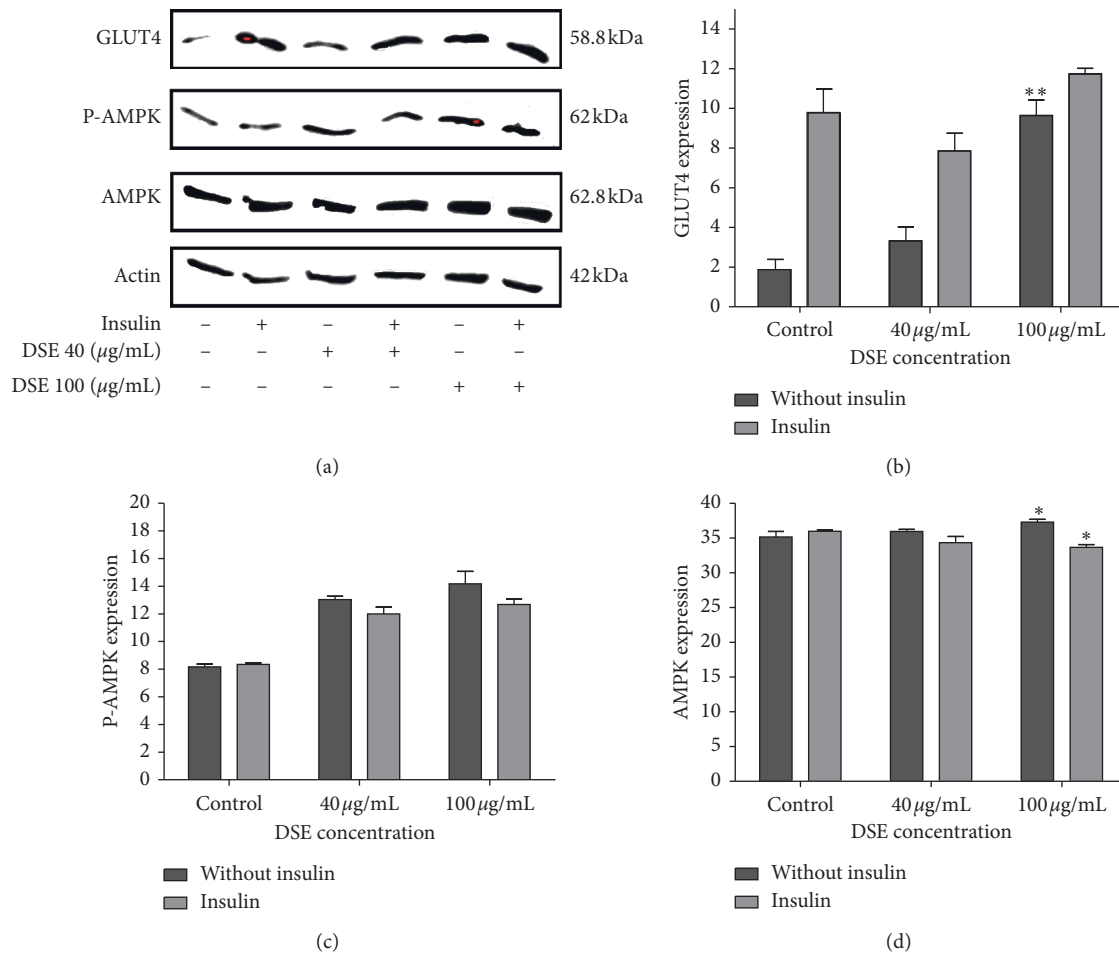 GLUT4 58.8 kDa
P-AMPK 62 kDa
AMPK 62.8 kDa
Actin 42 kDa
Insulin – + – + – +
DSE 40 (μg/mL) – – + + – –
DSE 100 (μg/mL) – – – – + +
(a)
14
12
10
8
6
4
2
0
GLUT4 expression
**
Control 40 μg/mL 100 μg/mL
DSE concentration
Without insulin
Insulin
(b)
20
18
16
14
12
10
8
6
4
2
0
P-AMPK expression
Control 40 μg/mL 100 μg/mL
DSE concentration
Without insulin
Insulin
(c)
40
35
30
25
20
15
10
5
0
AMPK expression
*
*
Control 40 μg/mL 100 μg/mL
DSE concentration
Without insulin
Insulin
(d)